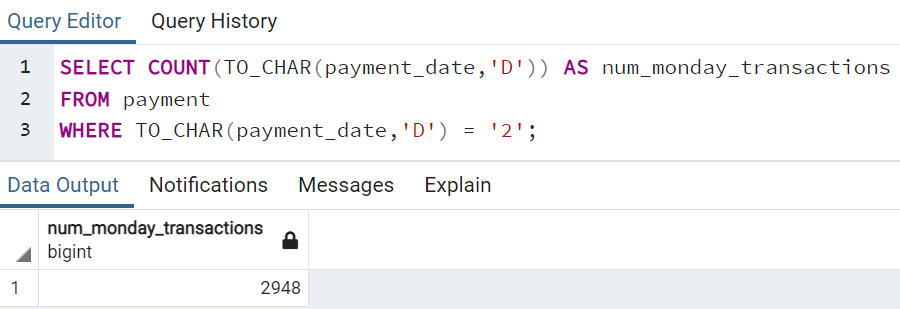 Query Editor Query History
1 SELECT COUNT(TO_CHAR(payment_date,'D')) AS num_monday_transactions
2 FROM payment
3 WHERE TO_CHAR(payment_date,'D') = '2';
Data Output Notifications Messages Explain
num_monday_transactions
bigint
1 2948